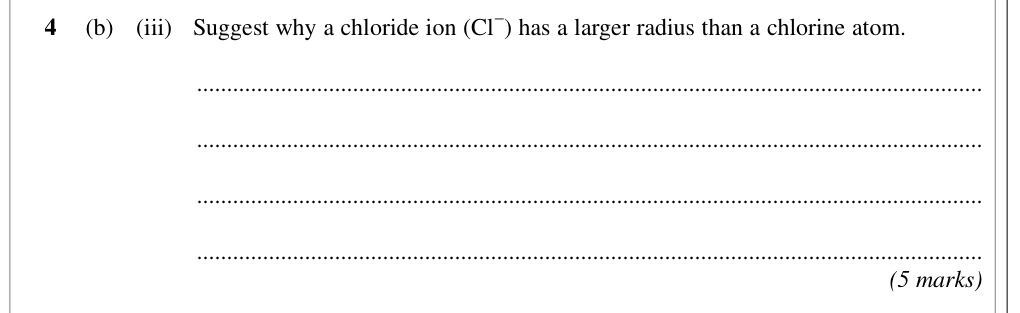 4 (b) (iii) Suggest why a chloride ion (Cl⁻) has a larger radius than a chlorine atom.
................................................................................
................................................................................
................................................................................
................................................................................
(5 marks)